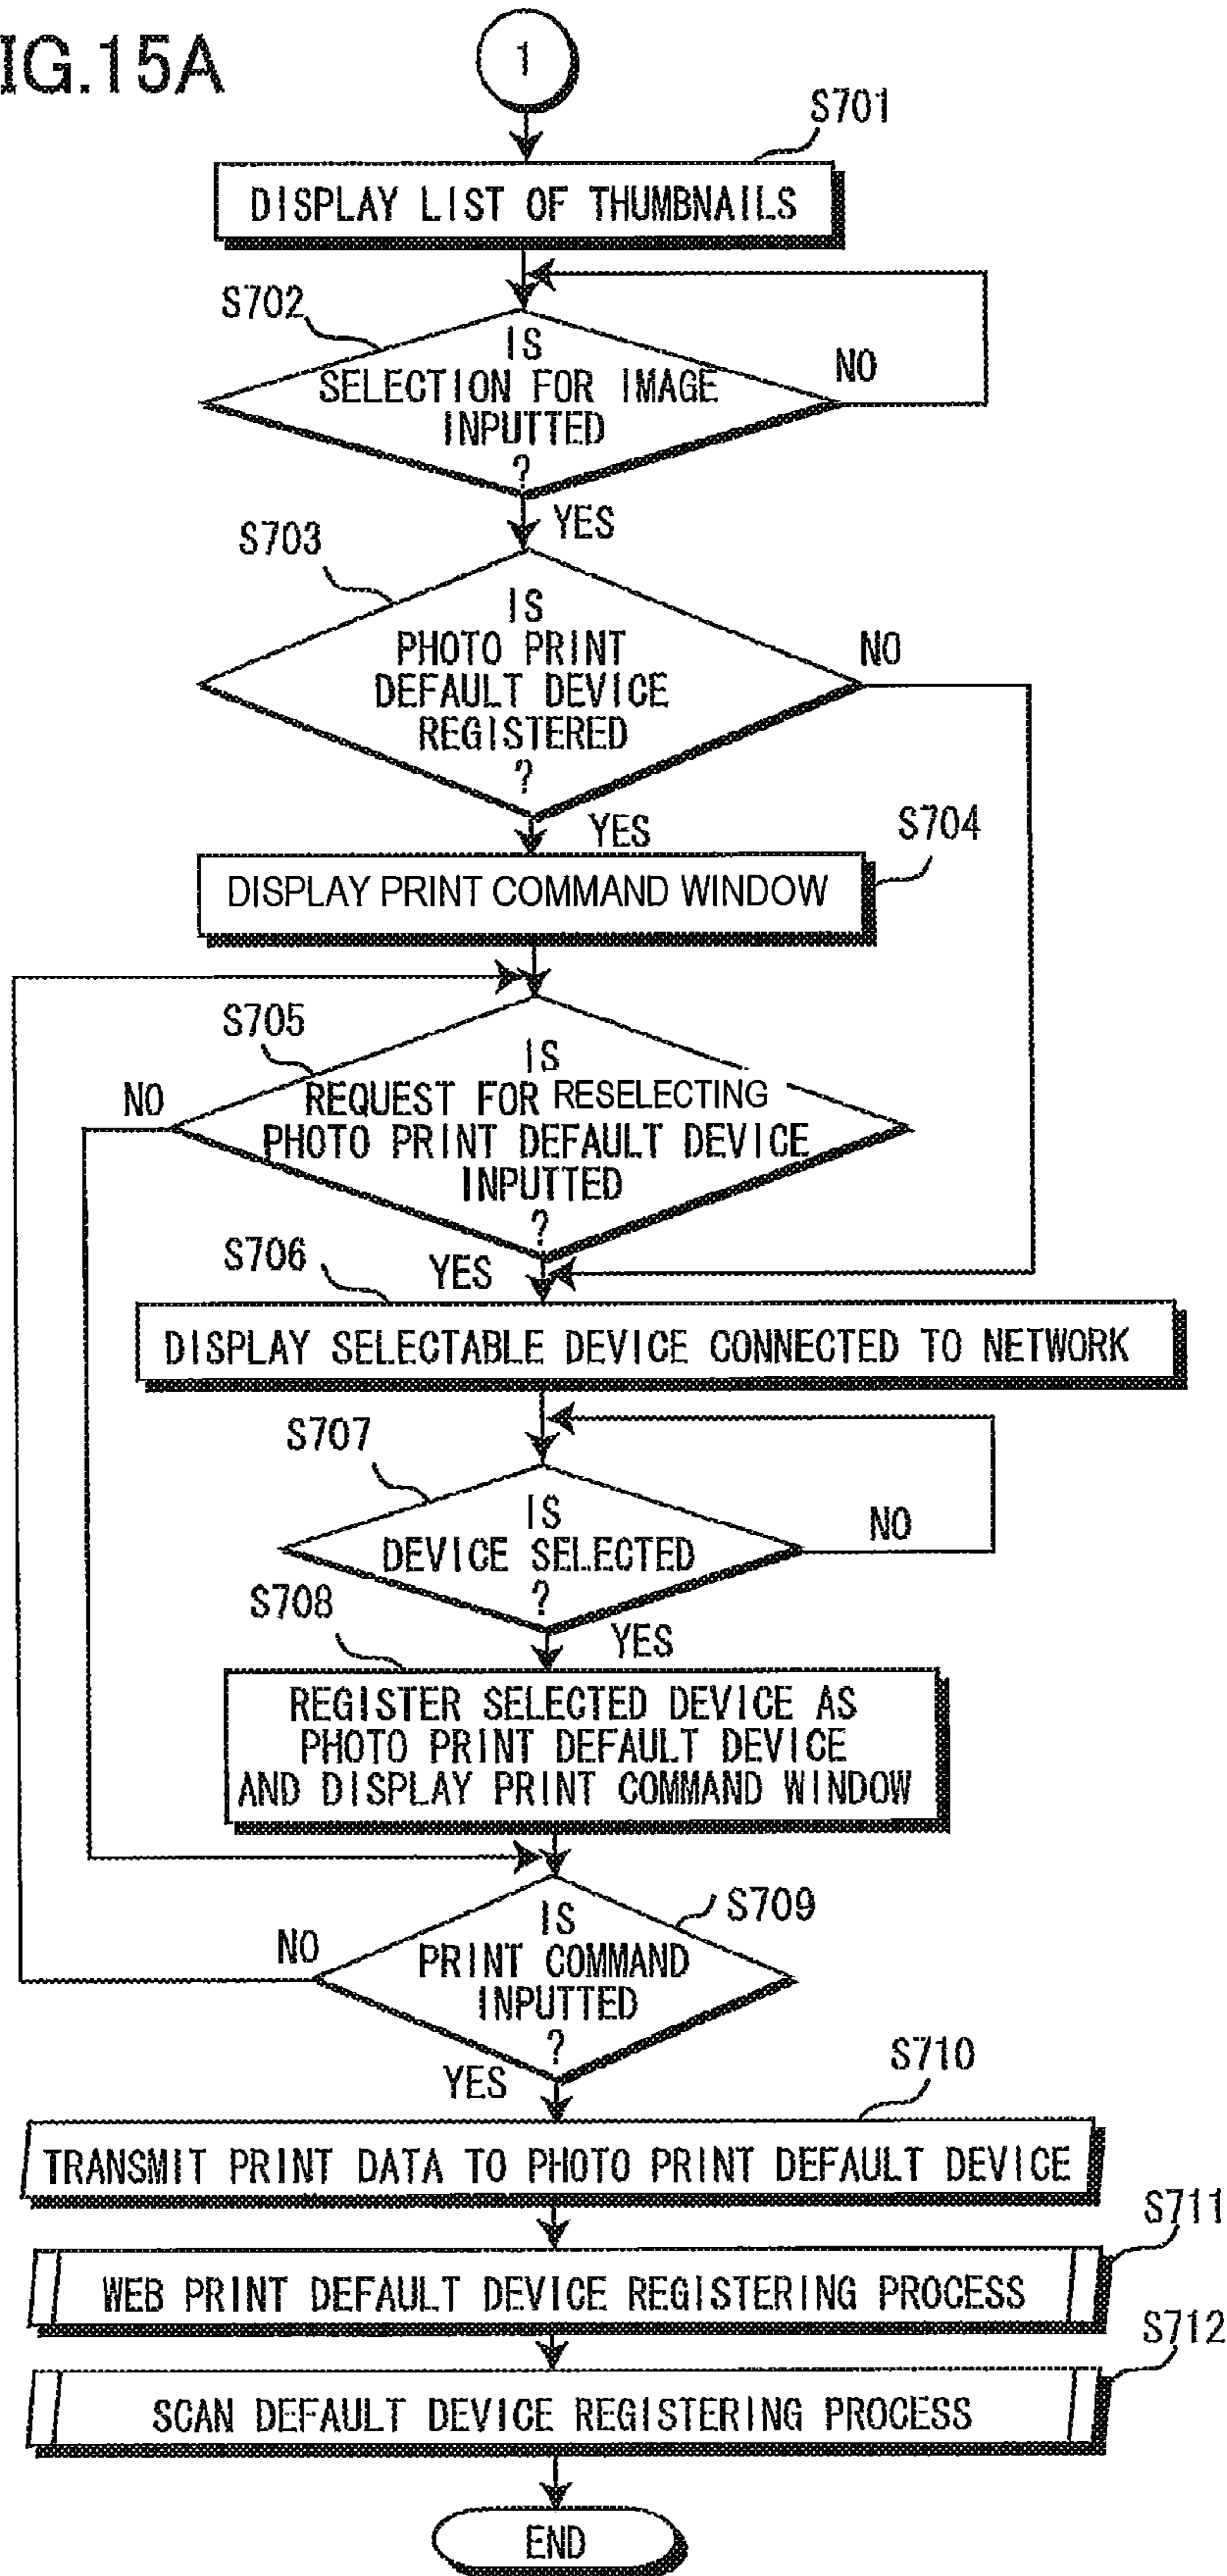 IG.15A
1
S701
DISPLAY LIST OF THUMBNAILS
S702
IS
SELECTION FOR IMAGE
INPUTTED
?
NO
YES
S703
IS
PHOTO PRINT
DEFAULT DEVICE
REGISTERED
?
NO
YES
S704
DISPLAY PRINT COMMAND WINDOW
S705
IS
REQUEST FOR RESELECTING
PHOTO PRINT DEFAULT DEVICE
INPUTTED
?
NO
YES
S706
DISPLAY SELECTABLE DEVICE CONNECTED TO NETWORK
S707
IS
DEVICE SELECTED
?
NO
YES
S708
REGISTER SELECTED DEVICE AS
PHOTO PRINT DEFAULT DEVICE
AND DISPLAY PRINT COMMAND WINDOW
S709
IS
PRINT COMMAND
INPUTTED
?
NO
YES
S710
TRANSMIT PRINT DATA TO PHOTO PRINT DEFAULT DEVICE
S711
WEB PRINT DEFAULT DEVICE REGISTERING PROCESS
S712
SCAN DEFAULT DEVICE REGISTERING PROCESS
END